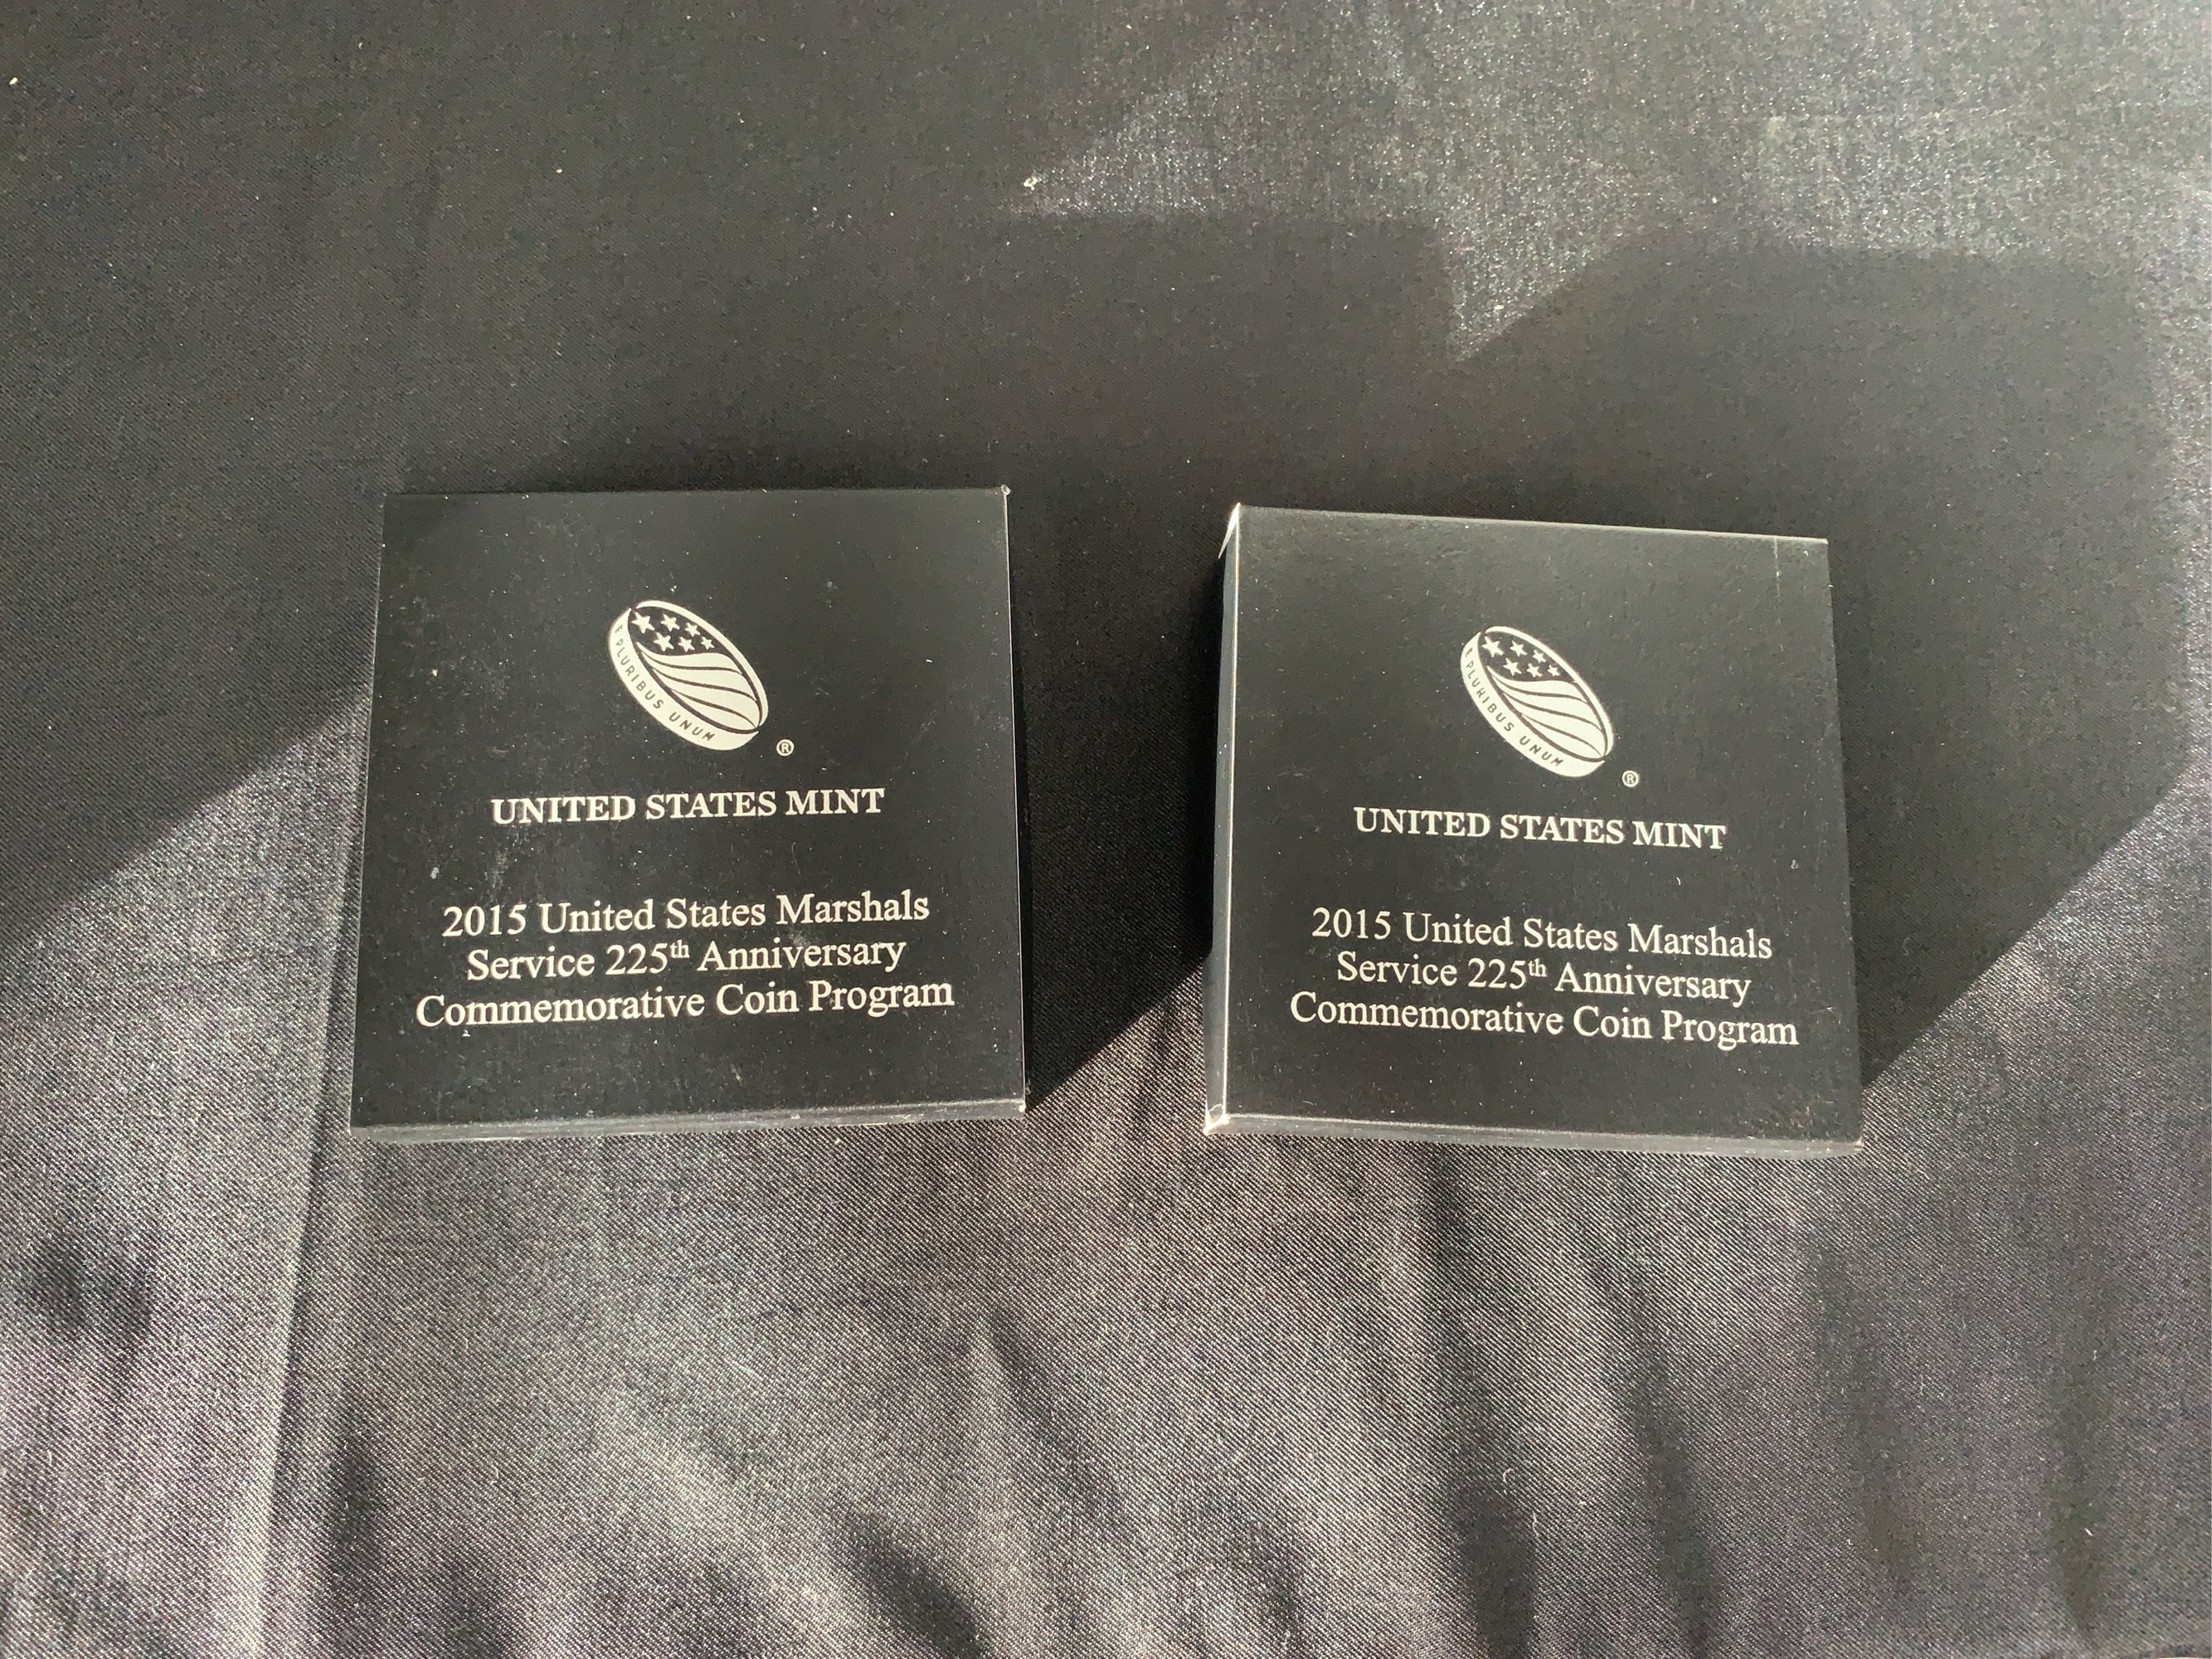 E PLURIBUS UNUM
®
UNITED STATES MINT
2015 United States Marshals
Service 225th Anniversary
Commemorative Coin Program
E PLURIBUS UNUM
®
UNITED STATES MINT
2015 United States Marshals
Service 225th Anniversary
Commemorative Coin Program